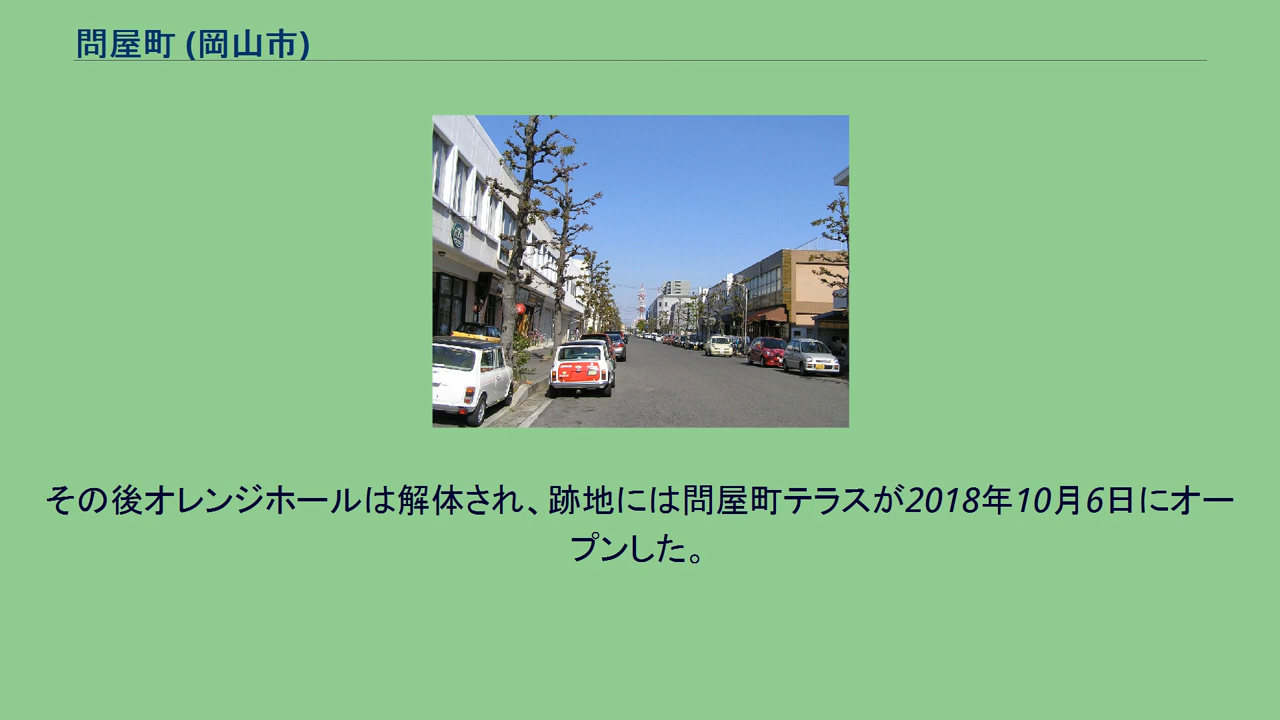 問屋町 (岡山市)
その後オレンジホールは解体され、跡地には問屋町テラスが2018年10月6日にオー
プンした。